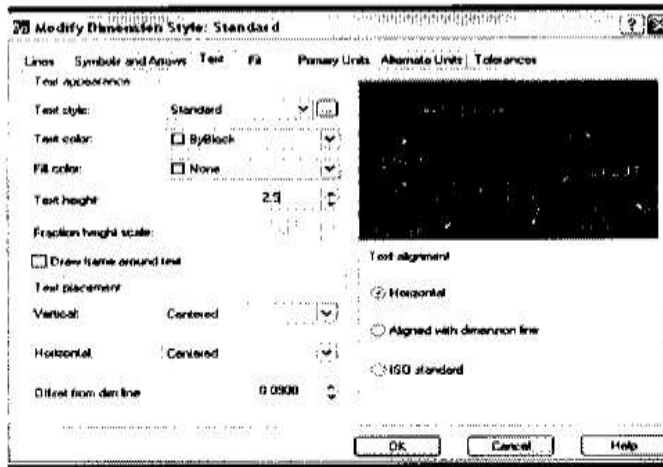 Modify Dimension Style: Standard
Lines Symbols and Arrows Text Fit Primary Units Alternate Units Tolerances
Text appearance
Text style: Standard
Text color: ByBlock
Fill color: None
Text height: 2.5
Fraction height scale:
Draw frame around text
Text placement
Vertical: Centered
Horizontal: Centered
Offset from dim line 0.0900
Text alignment
Horizontal
Aligned with dimension line
ISO standard
OK Cancel Help